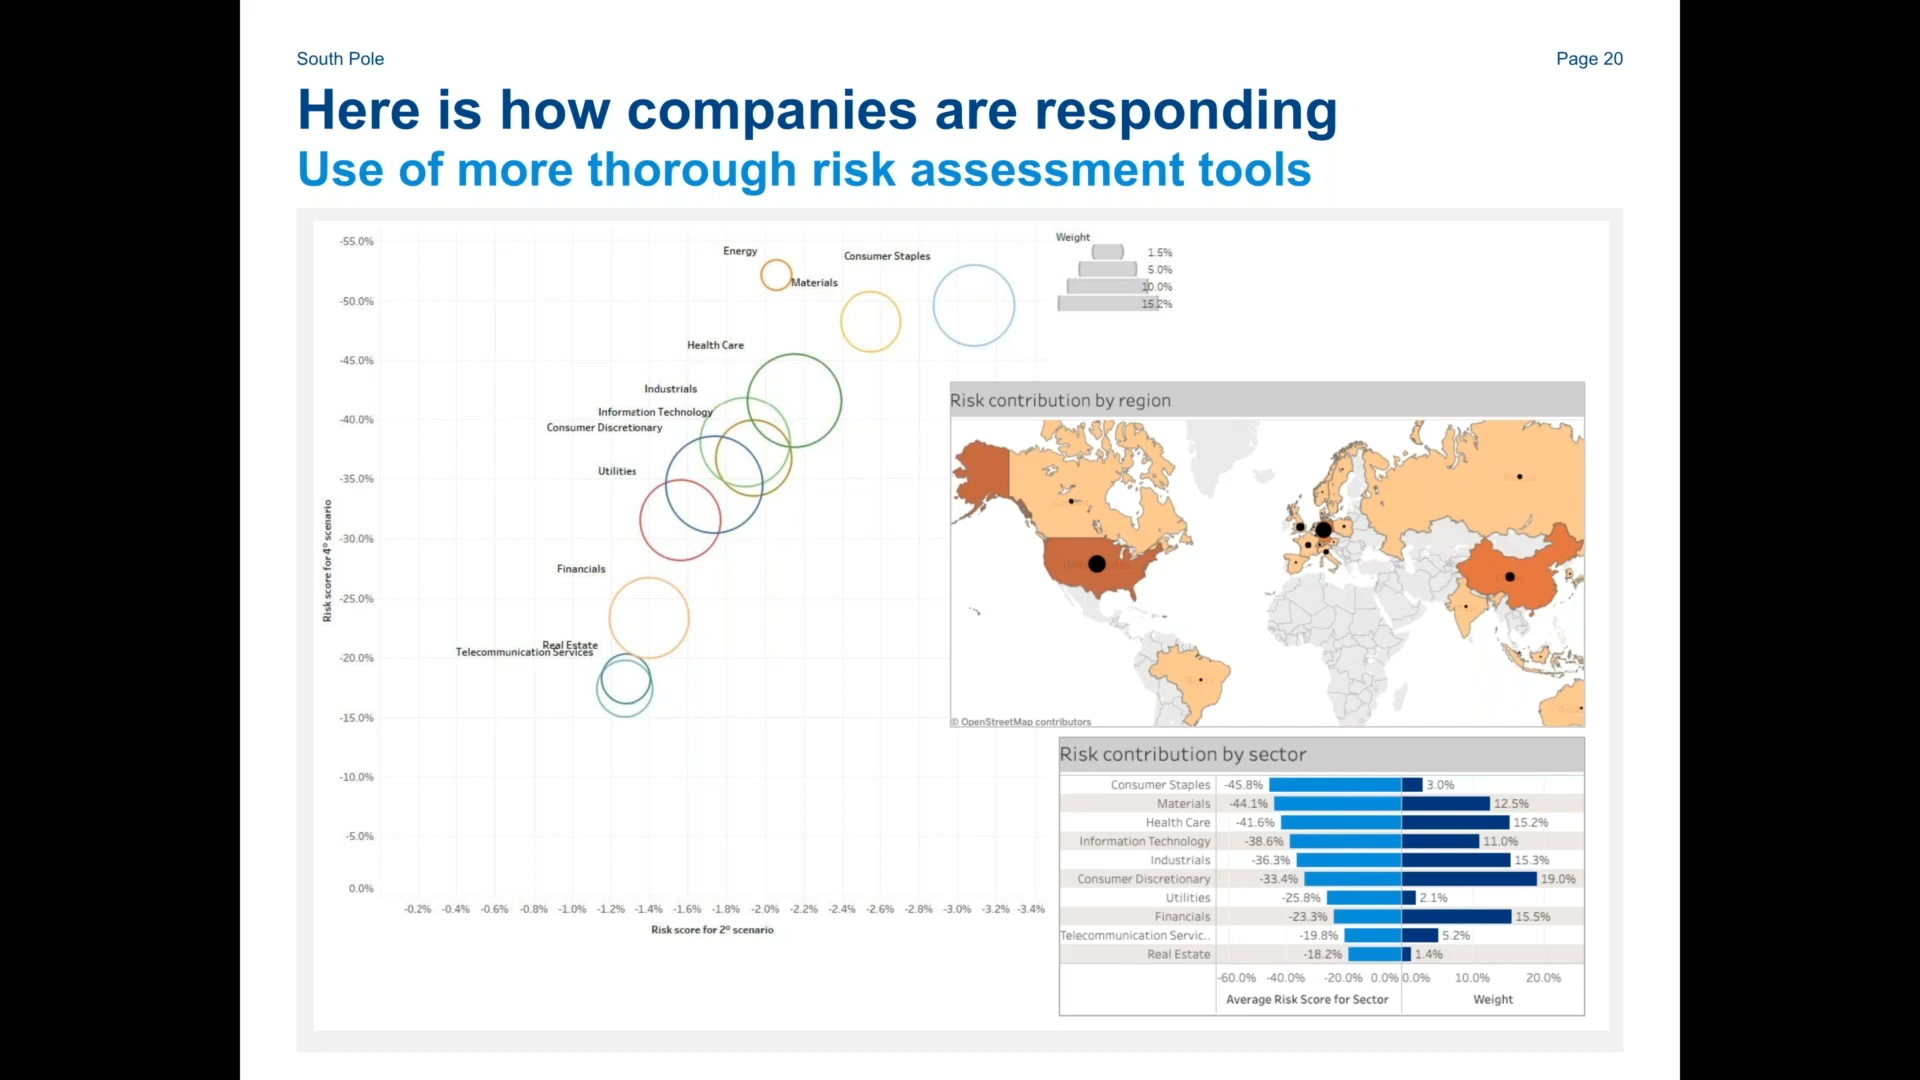 South Pole
Page 20
Here is how companies are responding
Use of more thorough risk assessment tools
-55.0%
-50.0%
-45.0%
-40.0%
-35.0%
-30.0%
-25.0%
-20.0%
-15.0%
-10.0%
-5.0%
0.0%
Risk score for 4º scenario
Energy
Consumer Staples
Materials
Health Care
Industrials
Information Technology
Consumer Discretionary
Utilities
Financials
Real Estate
Telecommunication Services
-0.2% -0.4% -0.6% -0.8% -1.0% -1.2% -1.4% -1.6% -1.8% -2.0% -2.2% -2.4% -2.6% -2.8% -3.0% -3.2% -3.4%
Risk score for 2º scenario
Weight
1.5%
5.0%
10.0%
15.2%
Risk contribution by region
© OpenStreetMap contributors
Risk contribution by sector
Consumer Staples -45.8% 3.0%
Materials -44.1% 12.5%
Health Care -41.6% 15.2%
Information Technology -38.6% 11.0%
Industrials -36.3% 15.3%
Consumer Discretionary -33.4% 19.0%
Utilities -25.8% 2.1%
Financials -23.3% 15.5%
Telecommunication Servic.. -19.8% 5.2%
Real Estate -18.2% 1.4%
-60.0% -40.0% -20.0% 0.0% 0.0% 10.0% 20.0%
Average Risk Score for Sector Weight